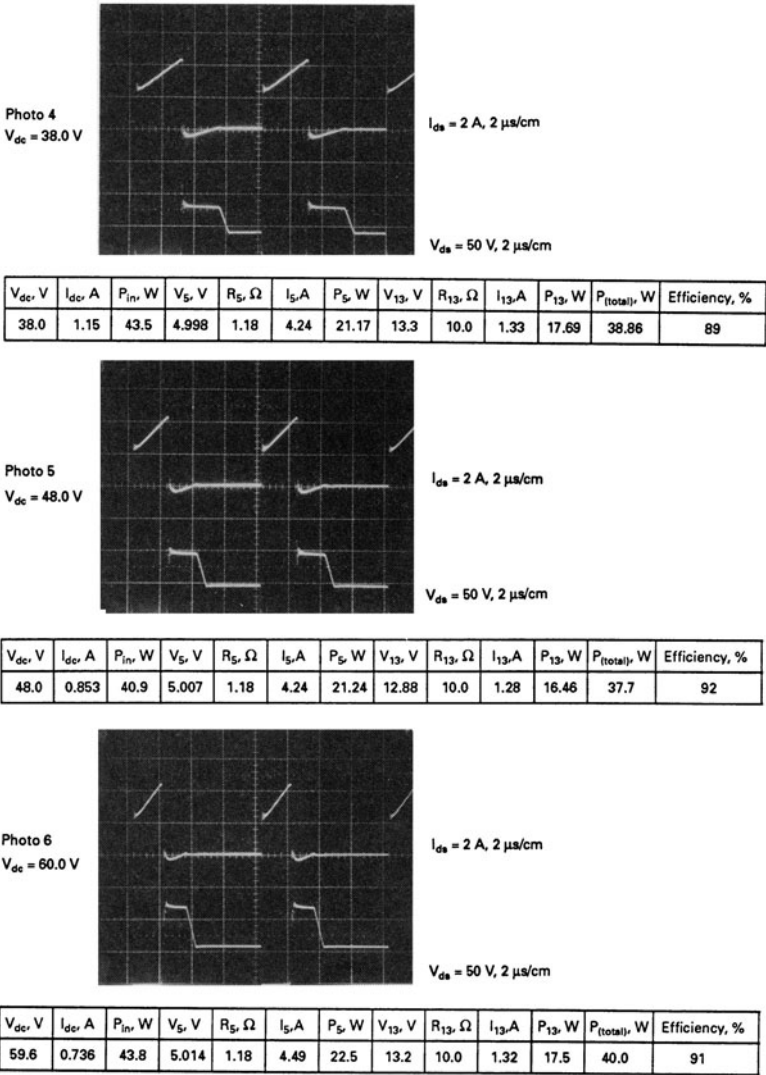 Photo 4
V_dc = 38.0 V
I_ds = 2 A, 2 μs/cm
V_ds = 50 V, 2 μs/cm
V_dc, V I_dc, A P_in, W V_5, V R_5, Ω I_5,A P_5, W V_13, V R_13, Ω I_13,A P_13, W P_(total), W Efficiency, %
38.0 1.15 43.5 4.998 1.18 4.24 21.17 13.3 10.0 1.33 17.69 38.86 89
Photo 5
V_dc = 48.0 V
I_ds = 2 A, 2 μs/cm
V_ds = 50 V, 2 μs/cm
V_dc, V I_dc, A P_in, W V_5, V R_5, Ω I_5,A P_5, W V_13, V R_13, Ω I_13,A P_13, W P_(total), W Efficiency, %
48.0 0.853 40.9 5.007 1.18 4.24 21.24 12.88 10.0 1.28 16.46 37.7 92
Photo 6
V_dc = 60.0 V
I_ds = 2 A, 2 μs/cm
V_ds = 50 V, 2 μs/cm
V_dc, V I_dc, A P_in, W V_5, V R_5, Ω I_5,A P_5, W V_13, V R_13, Ω I_13,A P_13, W P_(total), W Efficiency, %
59.6 0.736 43.8 5.014 1.18 4.49 22.5 13.2 10.0 1.32 17.5 40.0 91